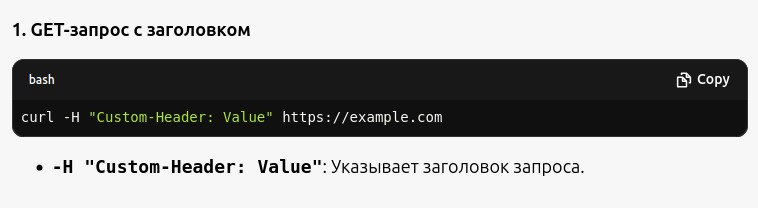 1. GET-запрос с заголовком
bash
Copy
curl -H "Custom-Header: Value" https://example.com
• -H "Custom-Header: Value": Указывает заголовок запроса.